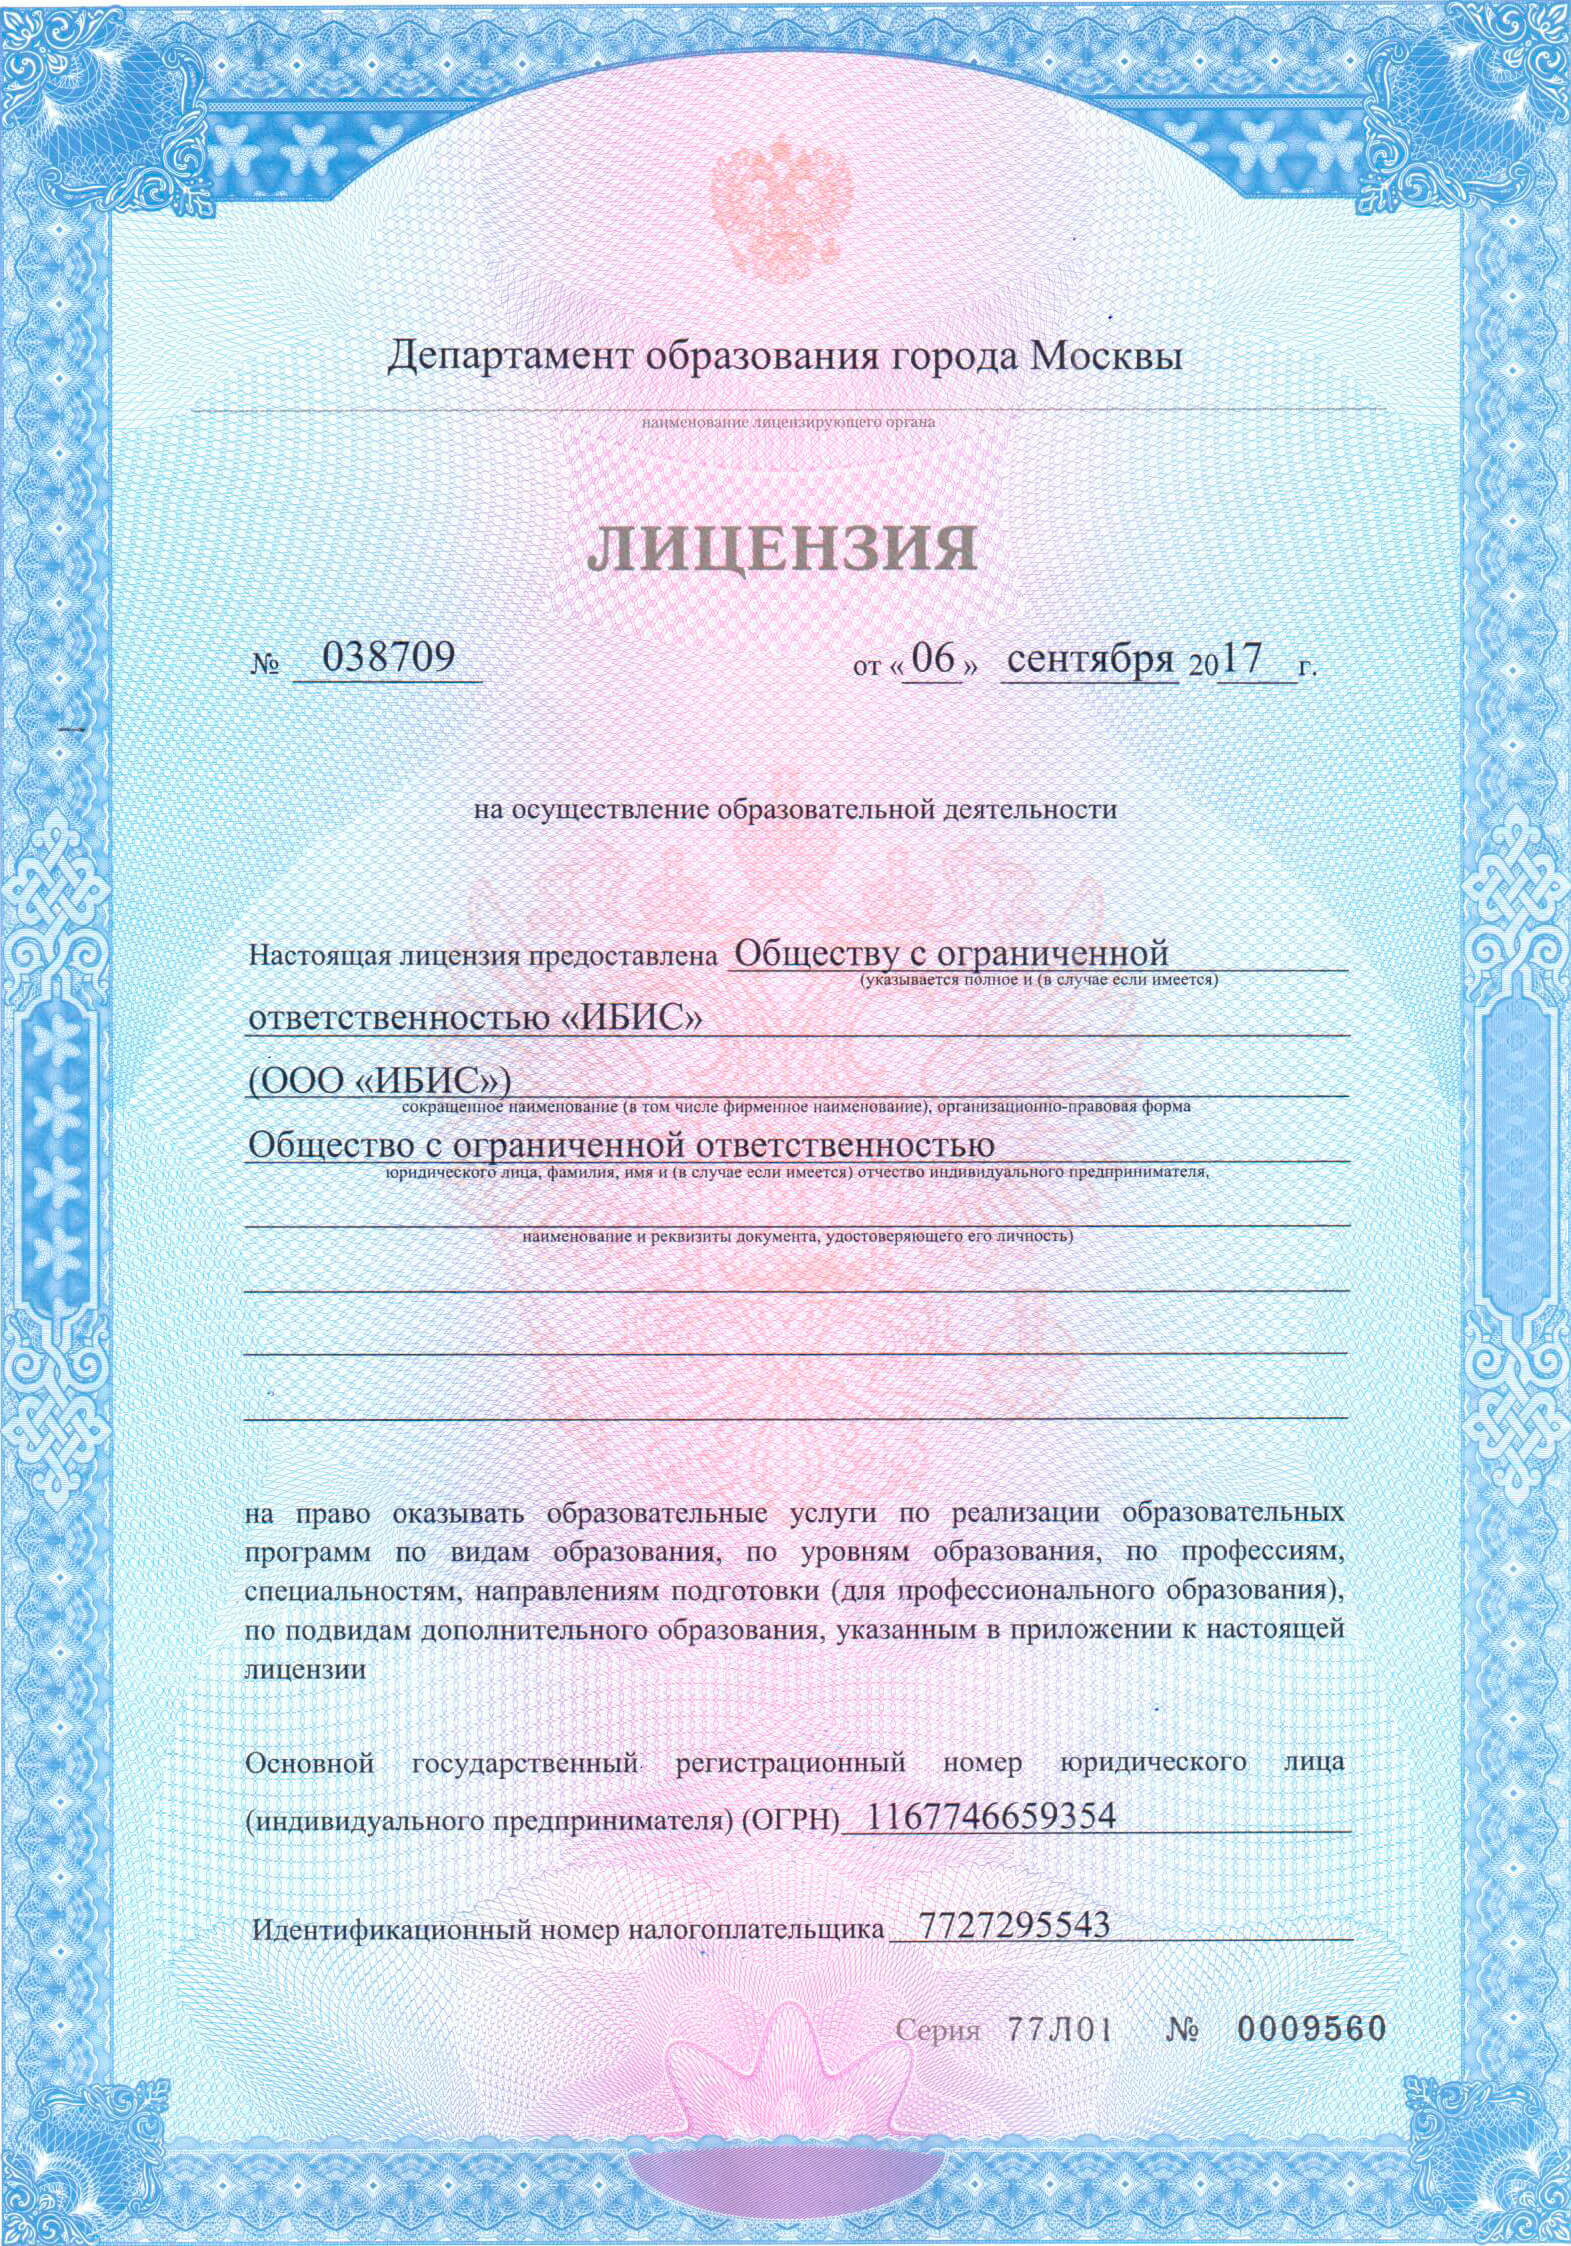 Департамент образования города Москвы
наименование лицензирующего органа
ЛИЦЕНЗИЯ
№ 038709 от «06» сентября 2017 г.
на осуществление образовательной деятельности
Настоящая лицензия предоставлена Обществу с ограниченной
(указывается полное и (в случае если имеется)
ответственностью «ИБИС»
(ООО «ИБИС»)
сокращенное наименование (в том числе фирменное наименование), организационно-правовая форма
Общество с ограниченной ответственностью
юридического лица, фамилия, имя и (в случае если имеется) отчество индивидуального предпринимателя,
наименование и реквизиты документа, удостоверяющего его личность)
на право оказывать образовательные услуги по реализации образовательных
программ по видам образования, по уровням образования, по профессиям,
специальностям, направлениям подготовки (для профессионального образования),
по подвидам дополнительного образования, указанным в приложении к настоящей
лицензии
Основной государственный регистрационный номер юридического лица
(индивидуального предпринимателя) (ОГРН) 1167746659354
Идентификационный номер налогоплательщика 7727295543
Серия 77Л01 № 0009560